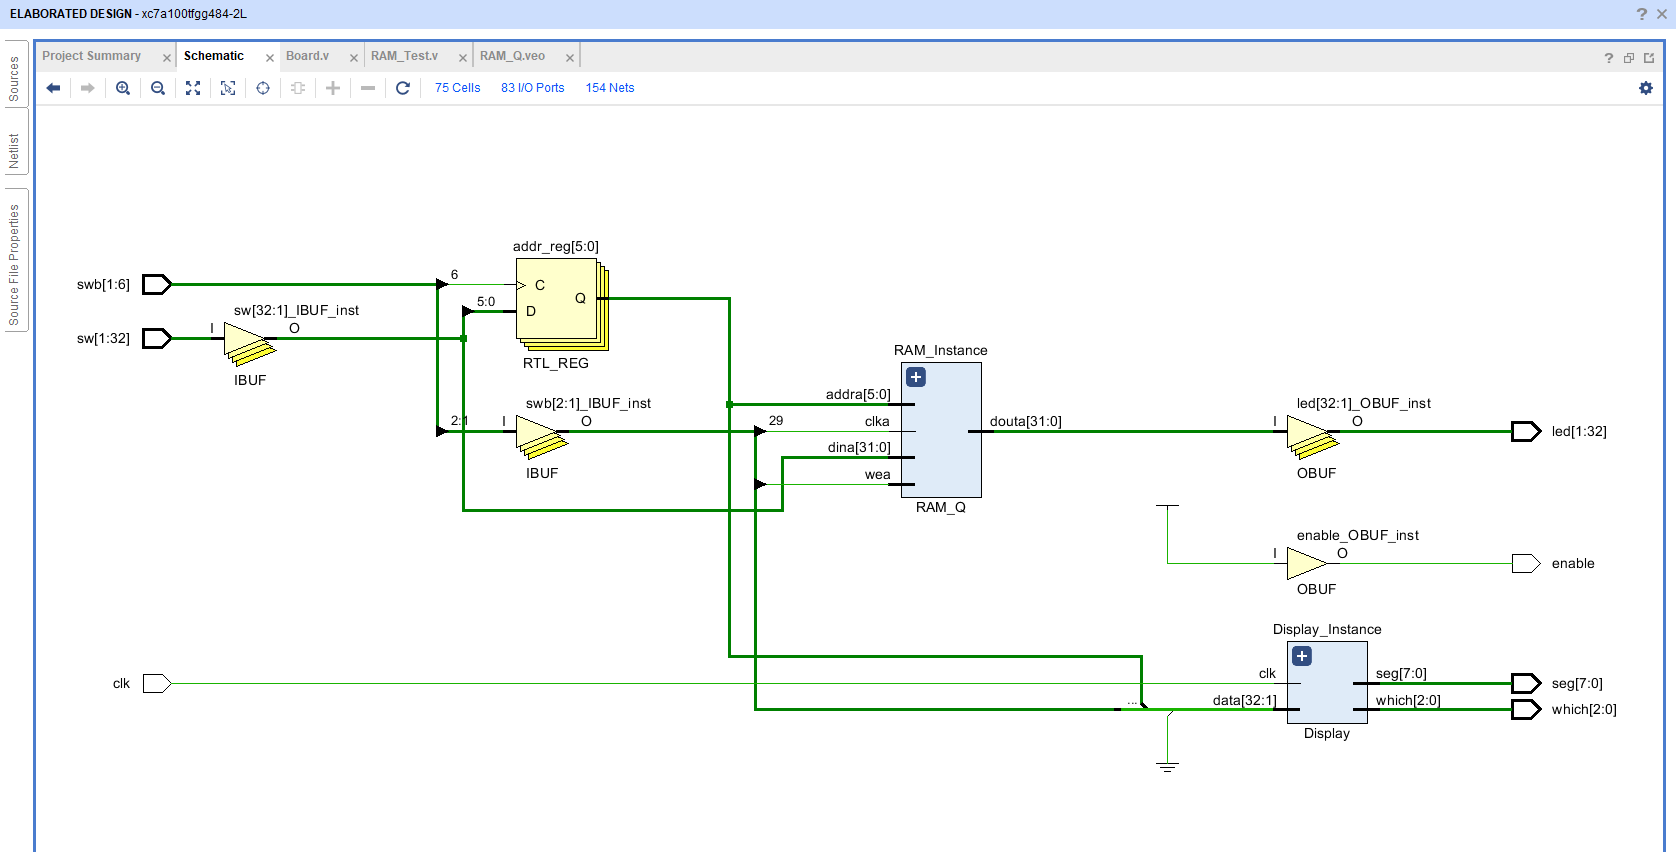 ELABORATED DESIGN - xc7a100tfgg484-2L
Sources
Netlist
Source File Properties
Project Summary
Schematic
Board.v
RAM_Test.v
RAM_Q.veo
75 Cells
83 I/O Ports
154 Nets
addr_reg[5:0]
swb[1:6]
6
C
Q
5:0
D
RTL_REG
sw[32:1]_IBUF_inst
sw[1:32]
I
O
IBUF
swb[2:1]_IBUF_inst
2:1
I
O
IBUF
RAM_Instance
addra[5:0]
29
clka
dina[31:0]
wea
douta[31:0]
RAM_Q
led[32:1]_OBUF_inst
I
O
led[1:32]
OBUF
enable_OBUF_inst
I
O
enable
OBUF
Display_Instance
clk
clk
seg[7:0]
seg[7:0]
...
data[32:1]
which[2:0]
which[2:0]
Display